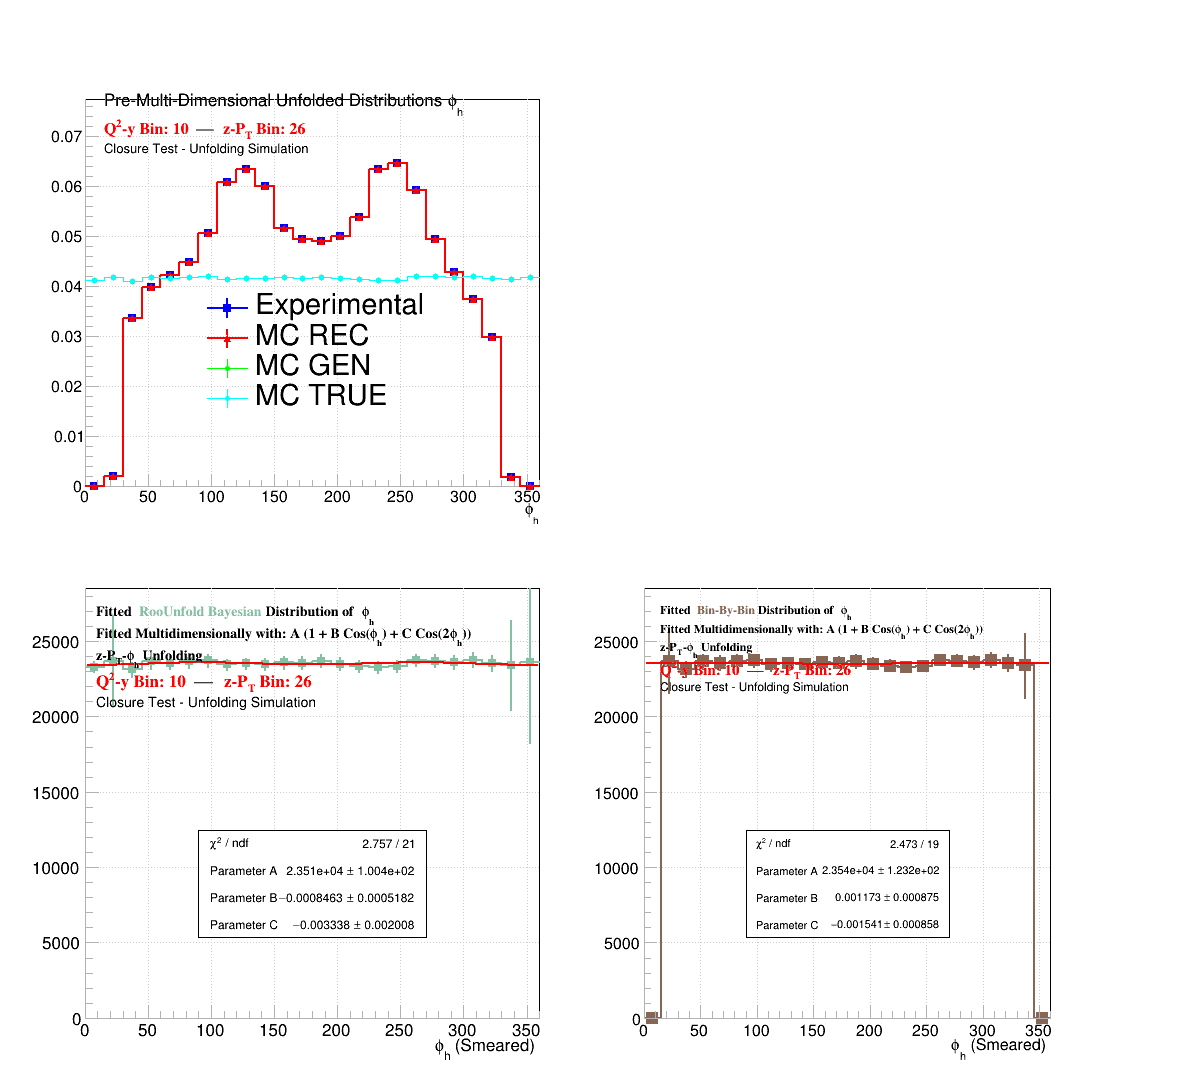 Pre-Multi-Dimensional Unfolded Distributions ϕh
Q²-y Bin: 10 — z-PT Bin: 26
Closure Test - Unfolding Simulation
0.07
0.06
0.05
0.04
0.03
0.02
0.01
0
Experimental
MC REC
MC GEN
MC TRUE
0 50 100 150 200 250 300 350
ϕh
Fitted RooUnfold Bayesian Distribution of ϕh
Fitted Multidimensionally with: A (1 + B Cos(ϕh) + C Cos(2ϕh))
z-PT-ϕh Unfolding
Q²-y Bin: 10 — z-PT Bin: 26
Closure Test - Unfolding Simulation
25000
20000
15000
10000
5000
0
χ² / ndf 2.757 / 21
Parameter A 2.351e+04 ± 1.004e+02
Parameter B −0.0008463 ± 0.0005182
Parameter C −0.003338 ± 0.002008
0 50 100 150 200 250 300 350
ϕh (Smeared)
Fitted Bin-By-Bin Distribution of ϕh
Fitted Multidimensionally with: A (1 + B Cos(ϕh) + C Cos(2ϕh))
z-PT-ϕh Unfolding
Q²-y Bin: 10 — z-PT Bin: 26
Closure Test - Unfolding Simulation
25000
20000
15000
10000
5000
0
χ² / ndf 2.473 / 19
Parameter A 2.354e+04 ± 1.232e+02
Parameter B 0.001173 ± 0.000875
Parameter C −0.001541 ± 0.000858
0 50 100 150 200 250 300 350
ϕh (Smeared)